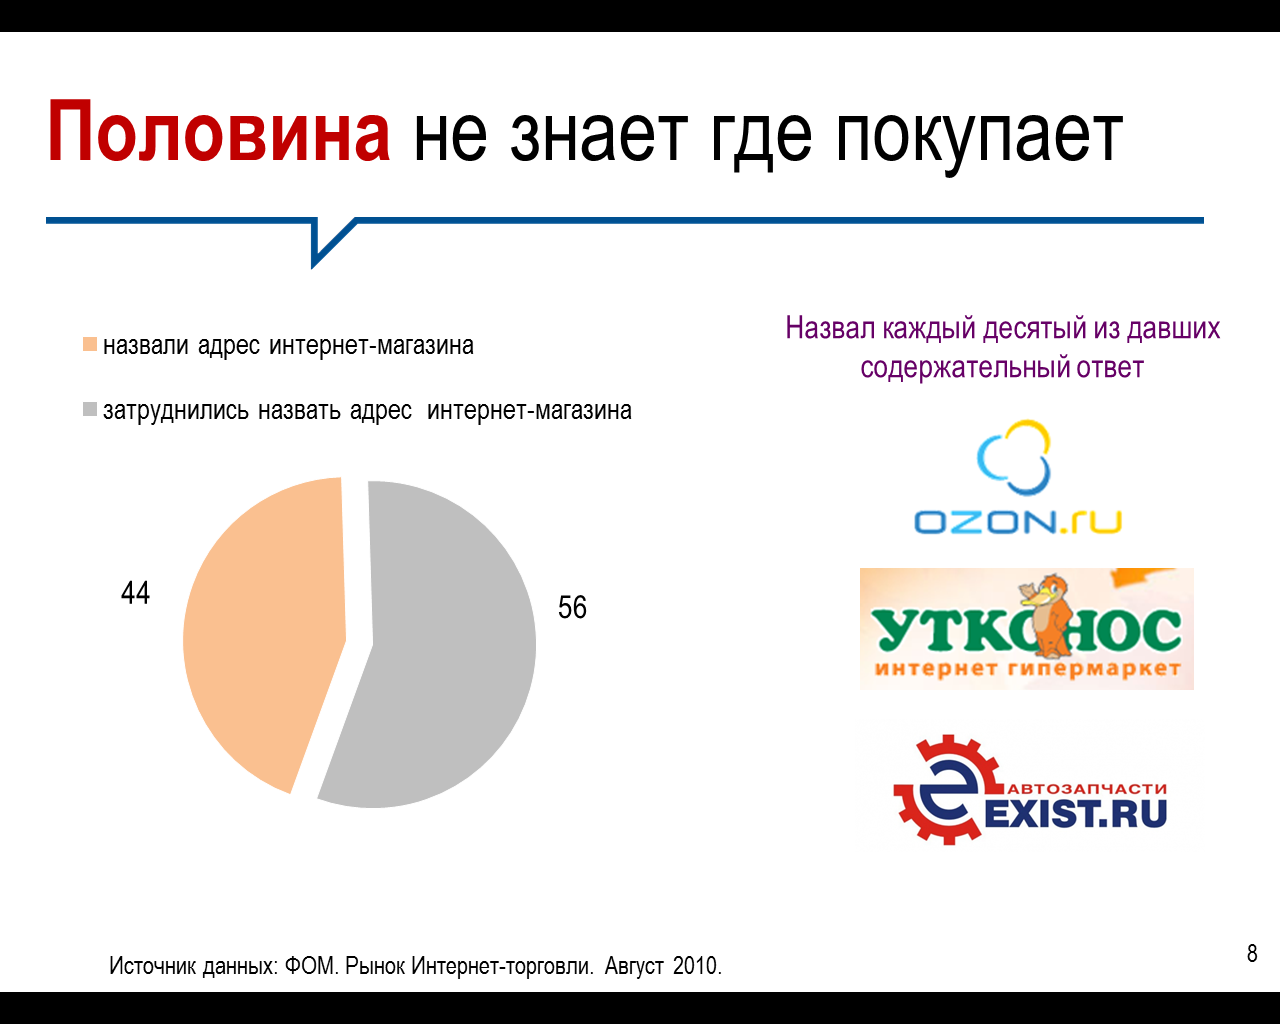 Половина не знает где покупает
назвали адрес интернет-магазина
затруднились назвать адрес интернет-магазина
44
56
Назвал каждый десятый из давших
содержательный ответ
OZON.ru
УТКОНОС
интернет гипермаркет
АВТОЗАПЧАСТИ
EXIST.RU
Источник данных: ФОМ. Рынок Интернет-торговли. Август 2010.
8